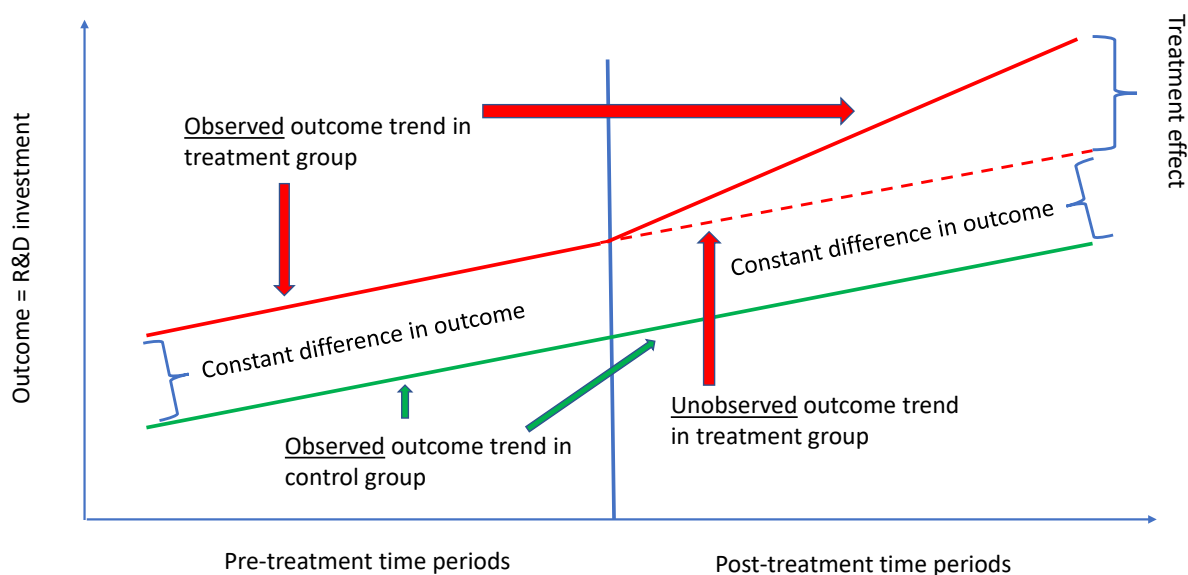 Treatment effect
Observed outcome trend in
treatment group
Outcome = R&D investment
Constant difference in outcome
Constant difference in outcome
Unobserved outcome trend
in treatment group
Observed outcome trend in
control group
Pre-treatment time periods
Post-treatment time periods